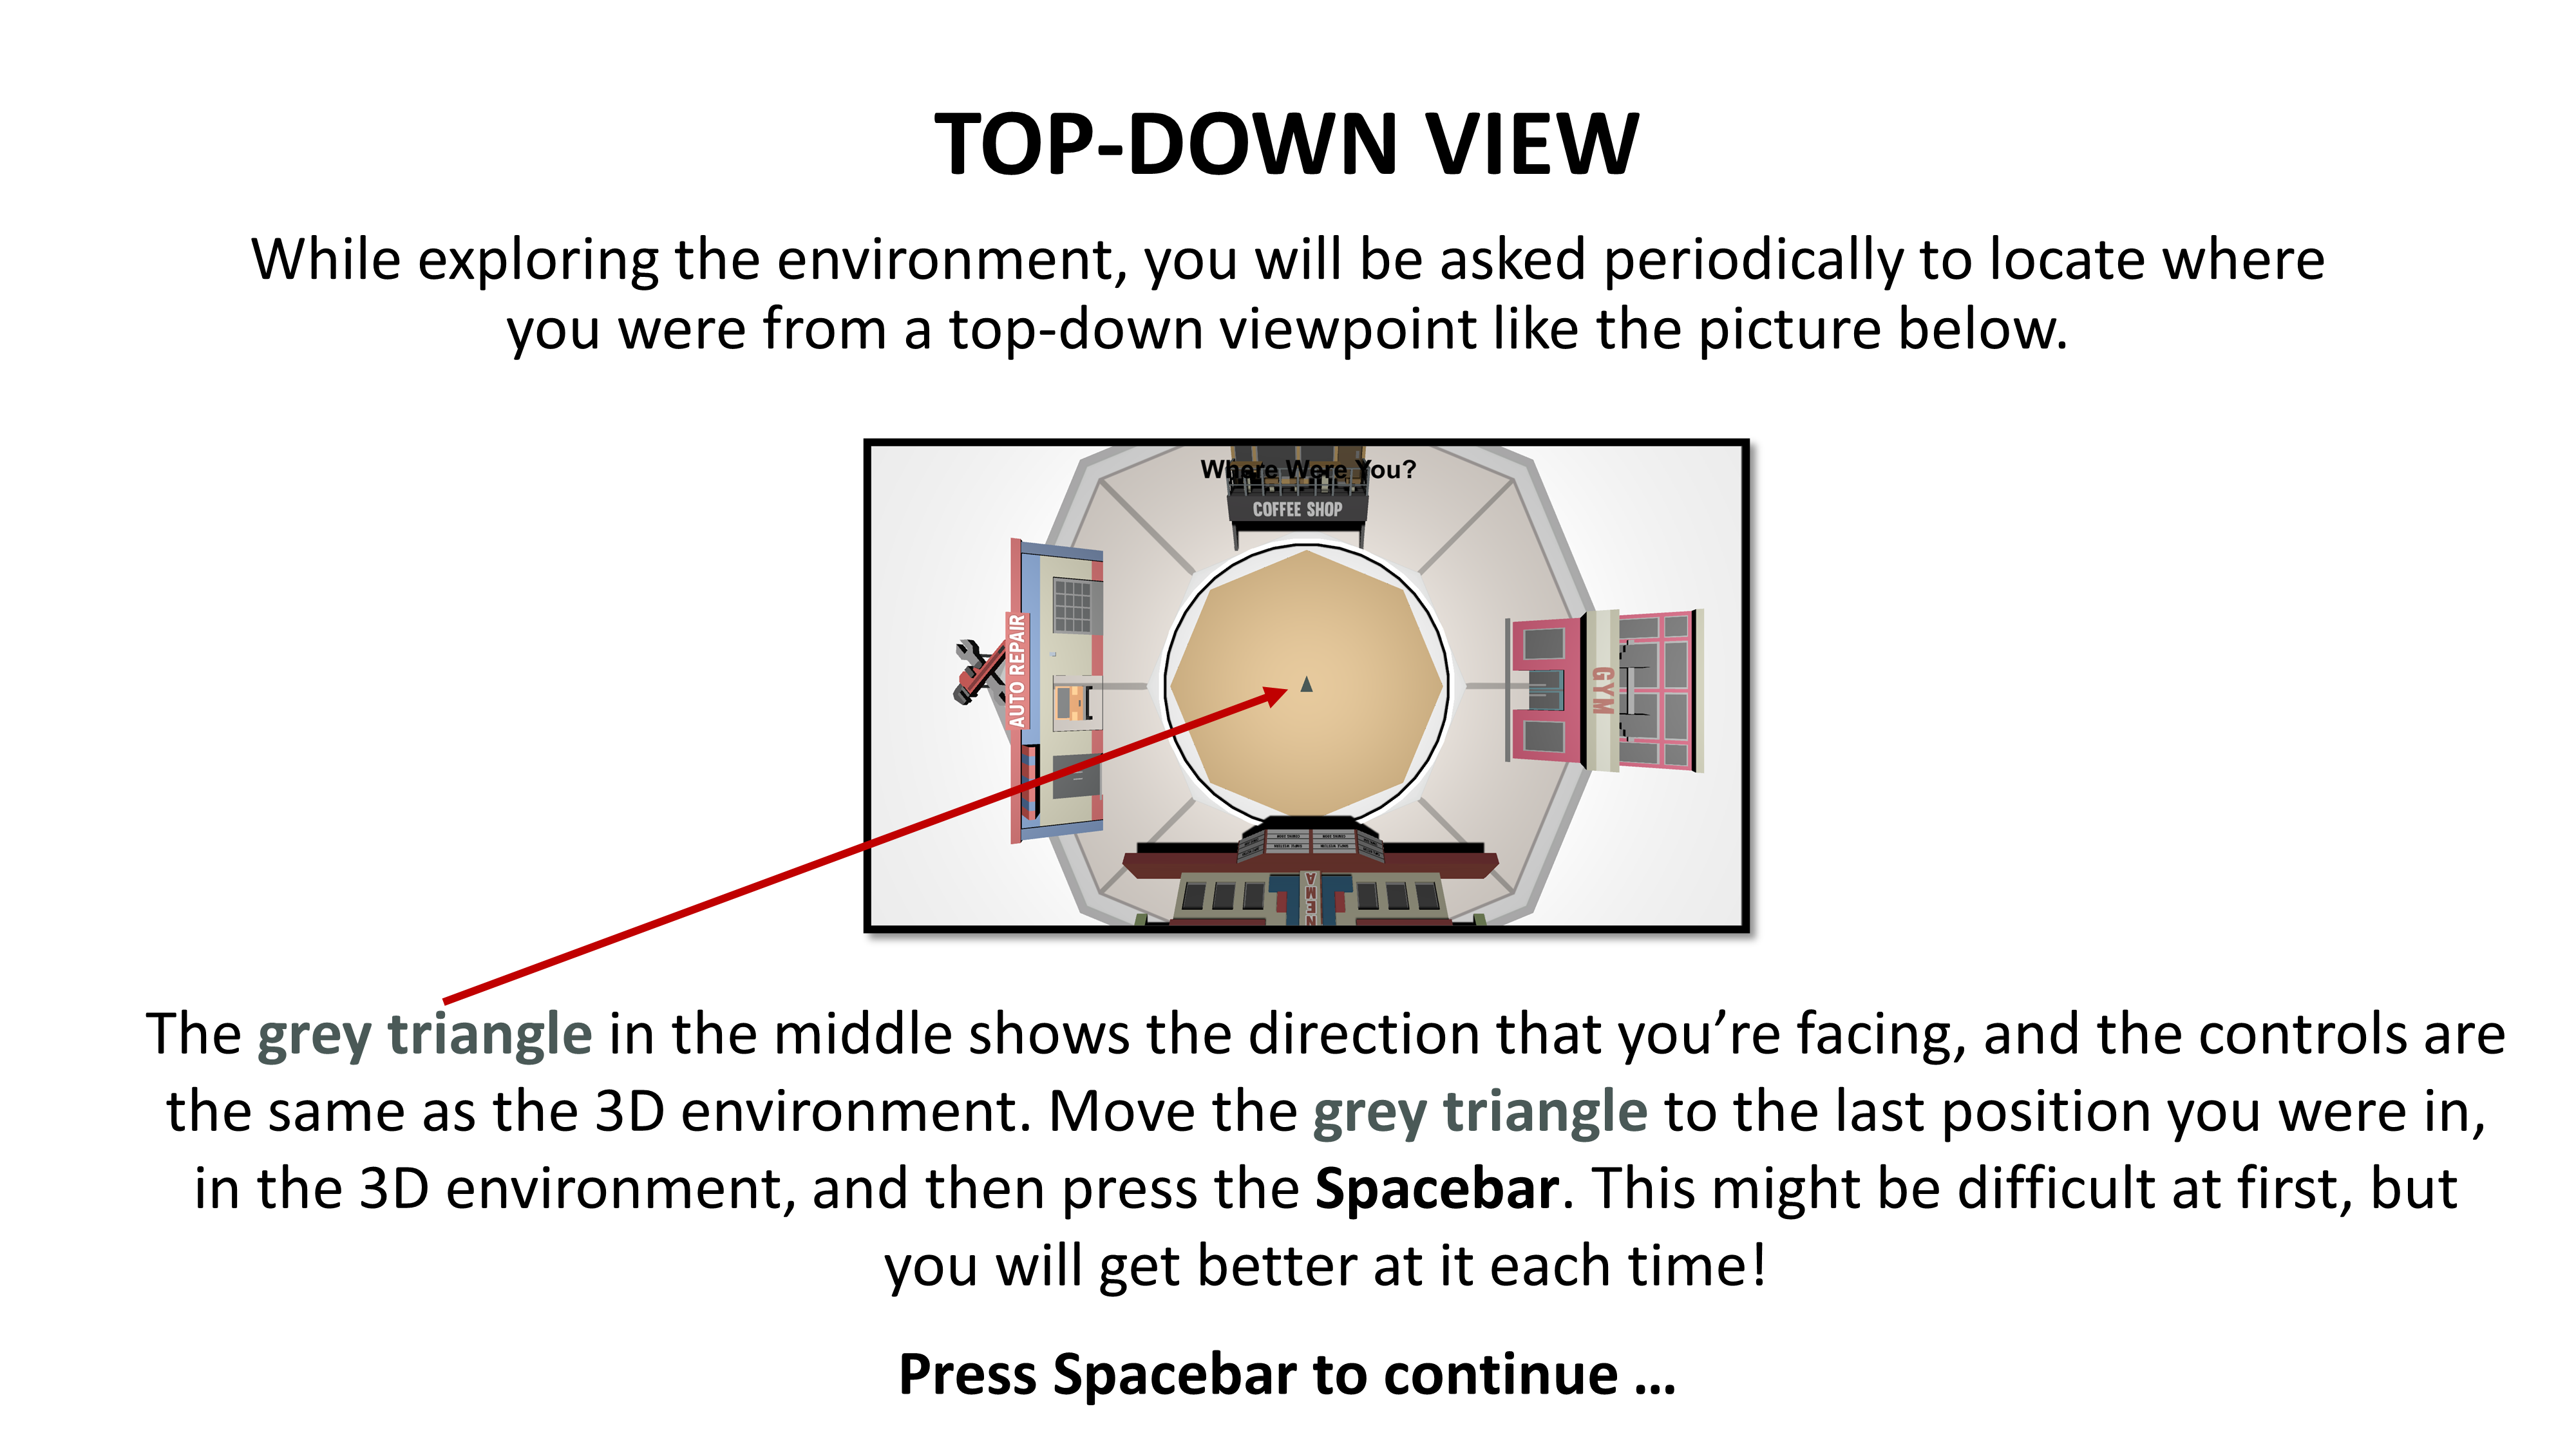 TOP-DOWN VIEW
While exploring the environment, you will be asked periodically to locate where
you were from a top-down viewpoint like the picture below.
Where Were You?
COFFEE SHOP
AUTO REPAIR
GYM
The grey triangle in the middle shows the direction that you’re facing, and the controls are
the same as the 3D environment. Move the grey triangle to the last position you were in,
in the 3D environment, and then press the Spacebar. This might be difficult at first, but
you will get better at it each time!
Press Spacebar to continue …